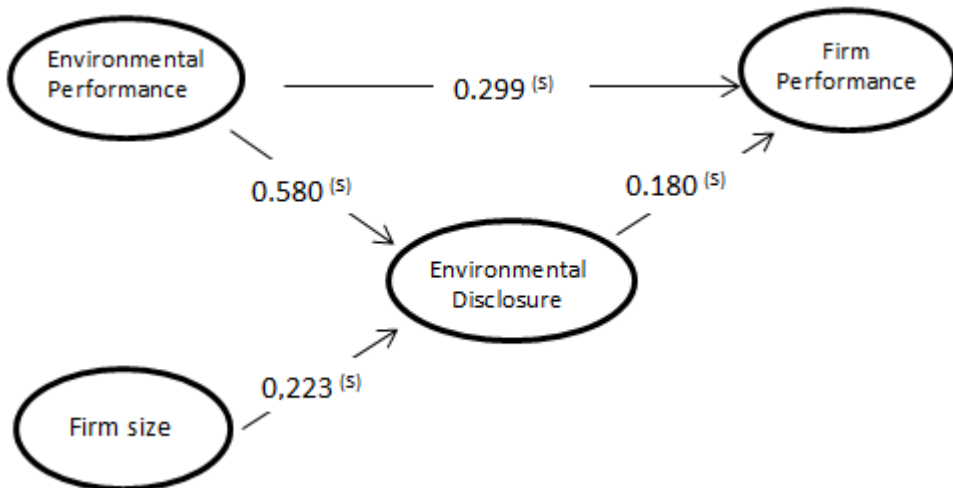 Environmental
Performance
Firm
Performance
0.299 (s)
0.580 (s)
0.180 (s)
Environmental
Disclosure
0,223 (s)
Firm size